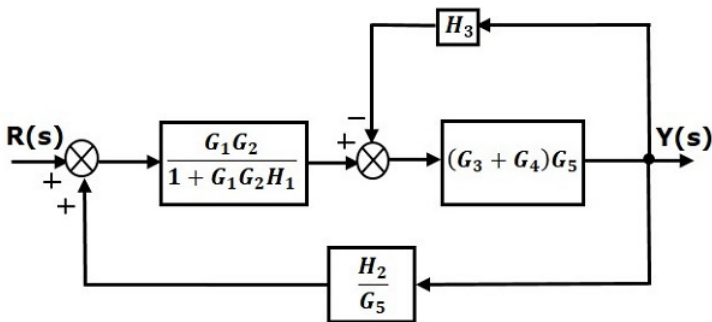 H₃
−
R(s)
+
+
G₁G₂
1 + G₁G₂H₁
+
(G₃ + G₄)G₅
Y(s)
H₂
G₅